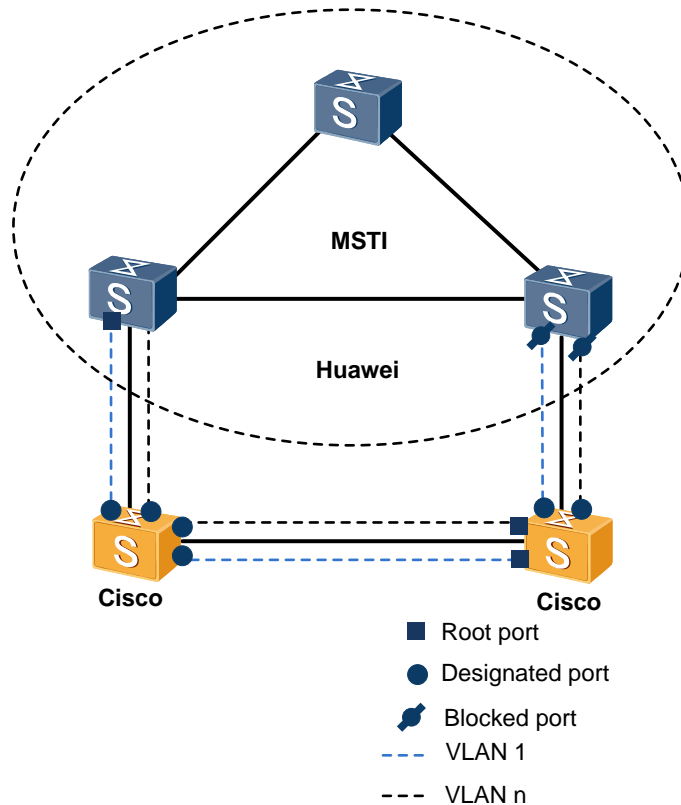 S
MSTI
S
S
Huawei
S
S
Cisco
Cisco
Root port
Designated port
Blocked port
VLAN 1
VLAN n